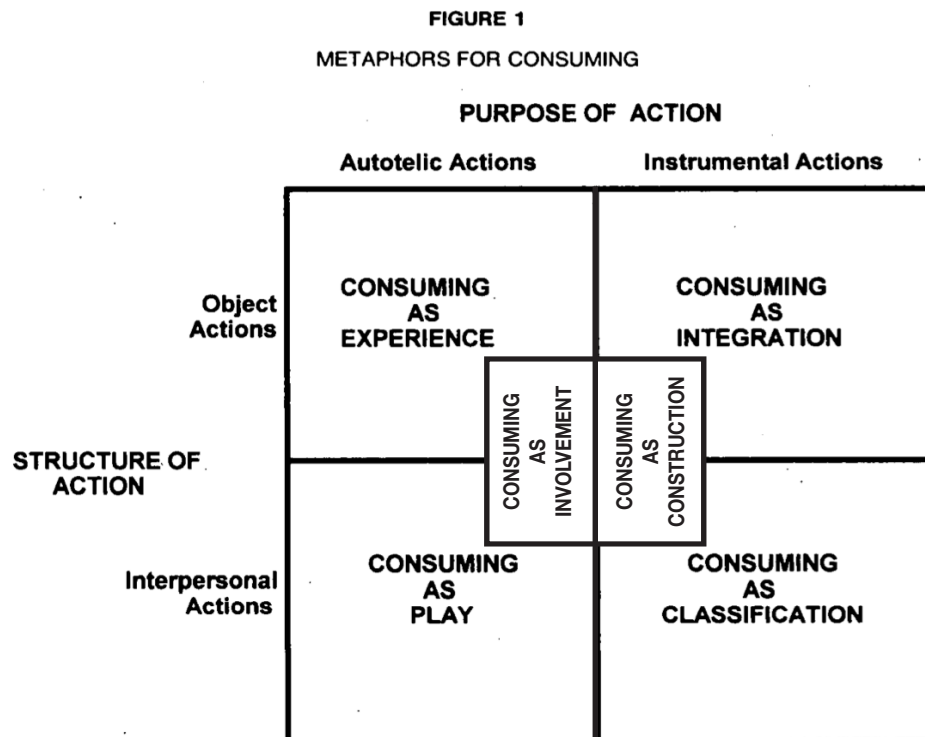 FIGURE 1
METAPHORS FOR CONSUMING
PURPOSE OF ACTION
Autotelic Actions
Instrumental Actions
Object
Actions
CONSUMING
AS
EXPERIENCE
CONSUMING
AS
INTEGRATION
STRUCTURE OF
ACTION
CONSUMING
AS
INVOLVEMENT
CONSUMING
AS
CONSTRUCTION
Interpersonal
Actions
CONSUMING
AS
PLAY
CONSUMING
AS
CLASSIFICATION